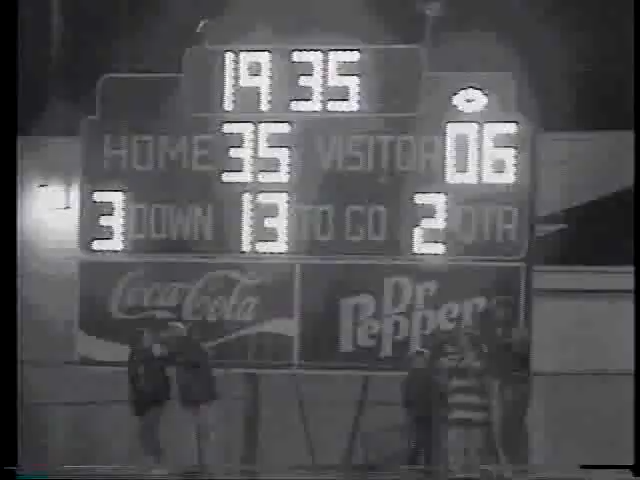 19 35
HOME 35 VISITOR 06
3 DOWN 13 TO GO 2 QTR
Coca-Cola
Dr
Pepper